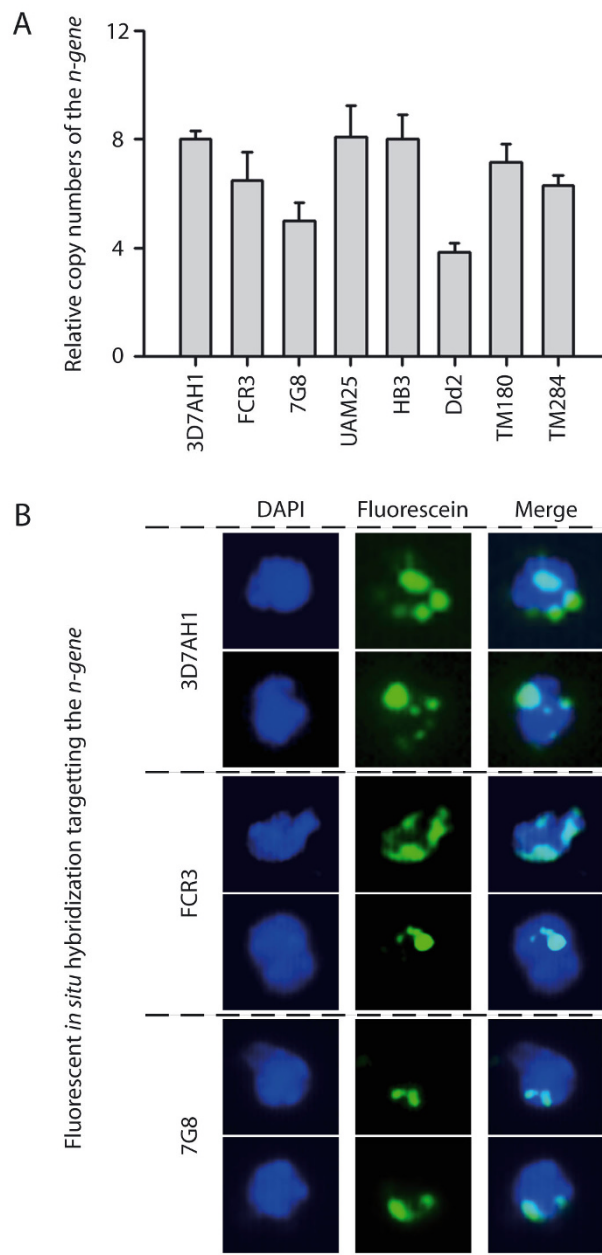 A
Relative copy numbers of the n-gene
12
8
4
0
3D7AH1
FCR3
7G8
UAM25
HB3
Dd2
TM180
TM284
B
DAPI Fluorescein Merge
Fluorescent in situ hybridization targetting the n-gene
3D7AH1
FCR3
7G8